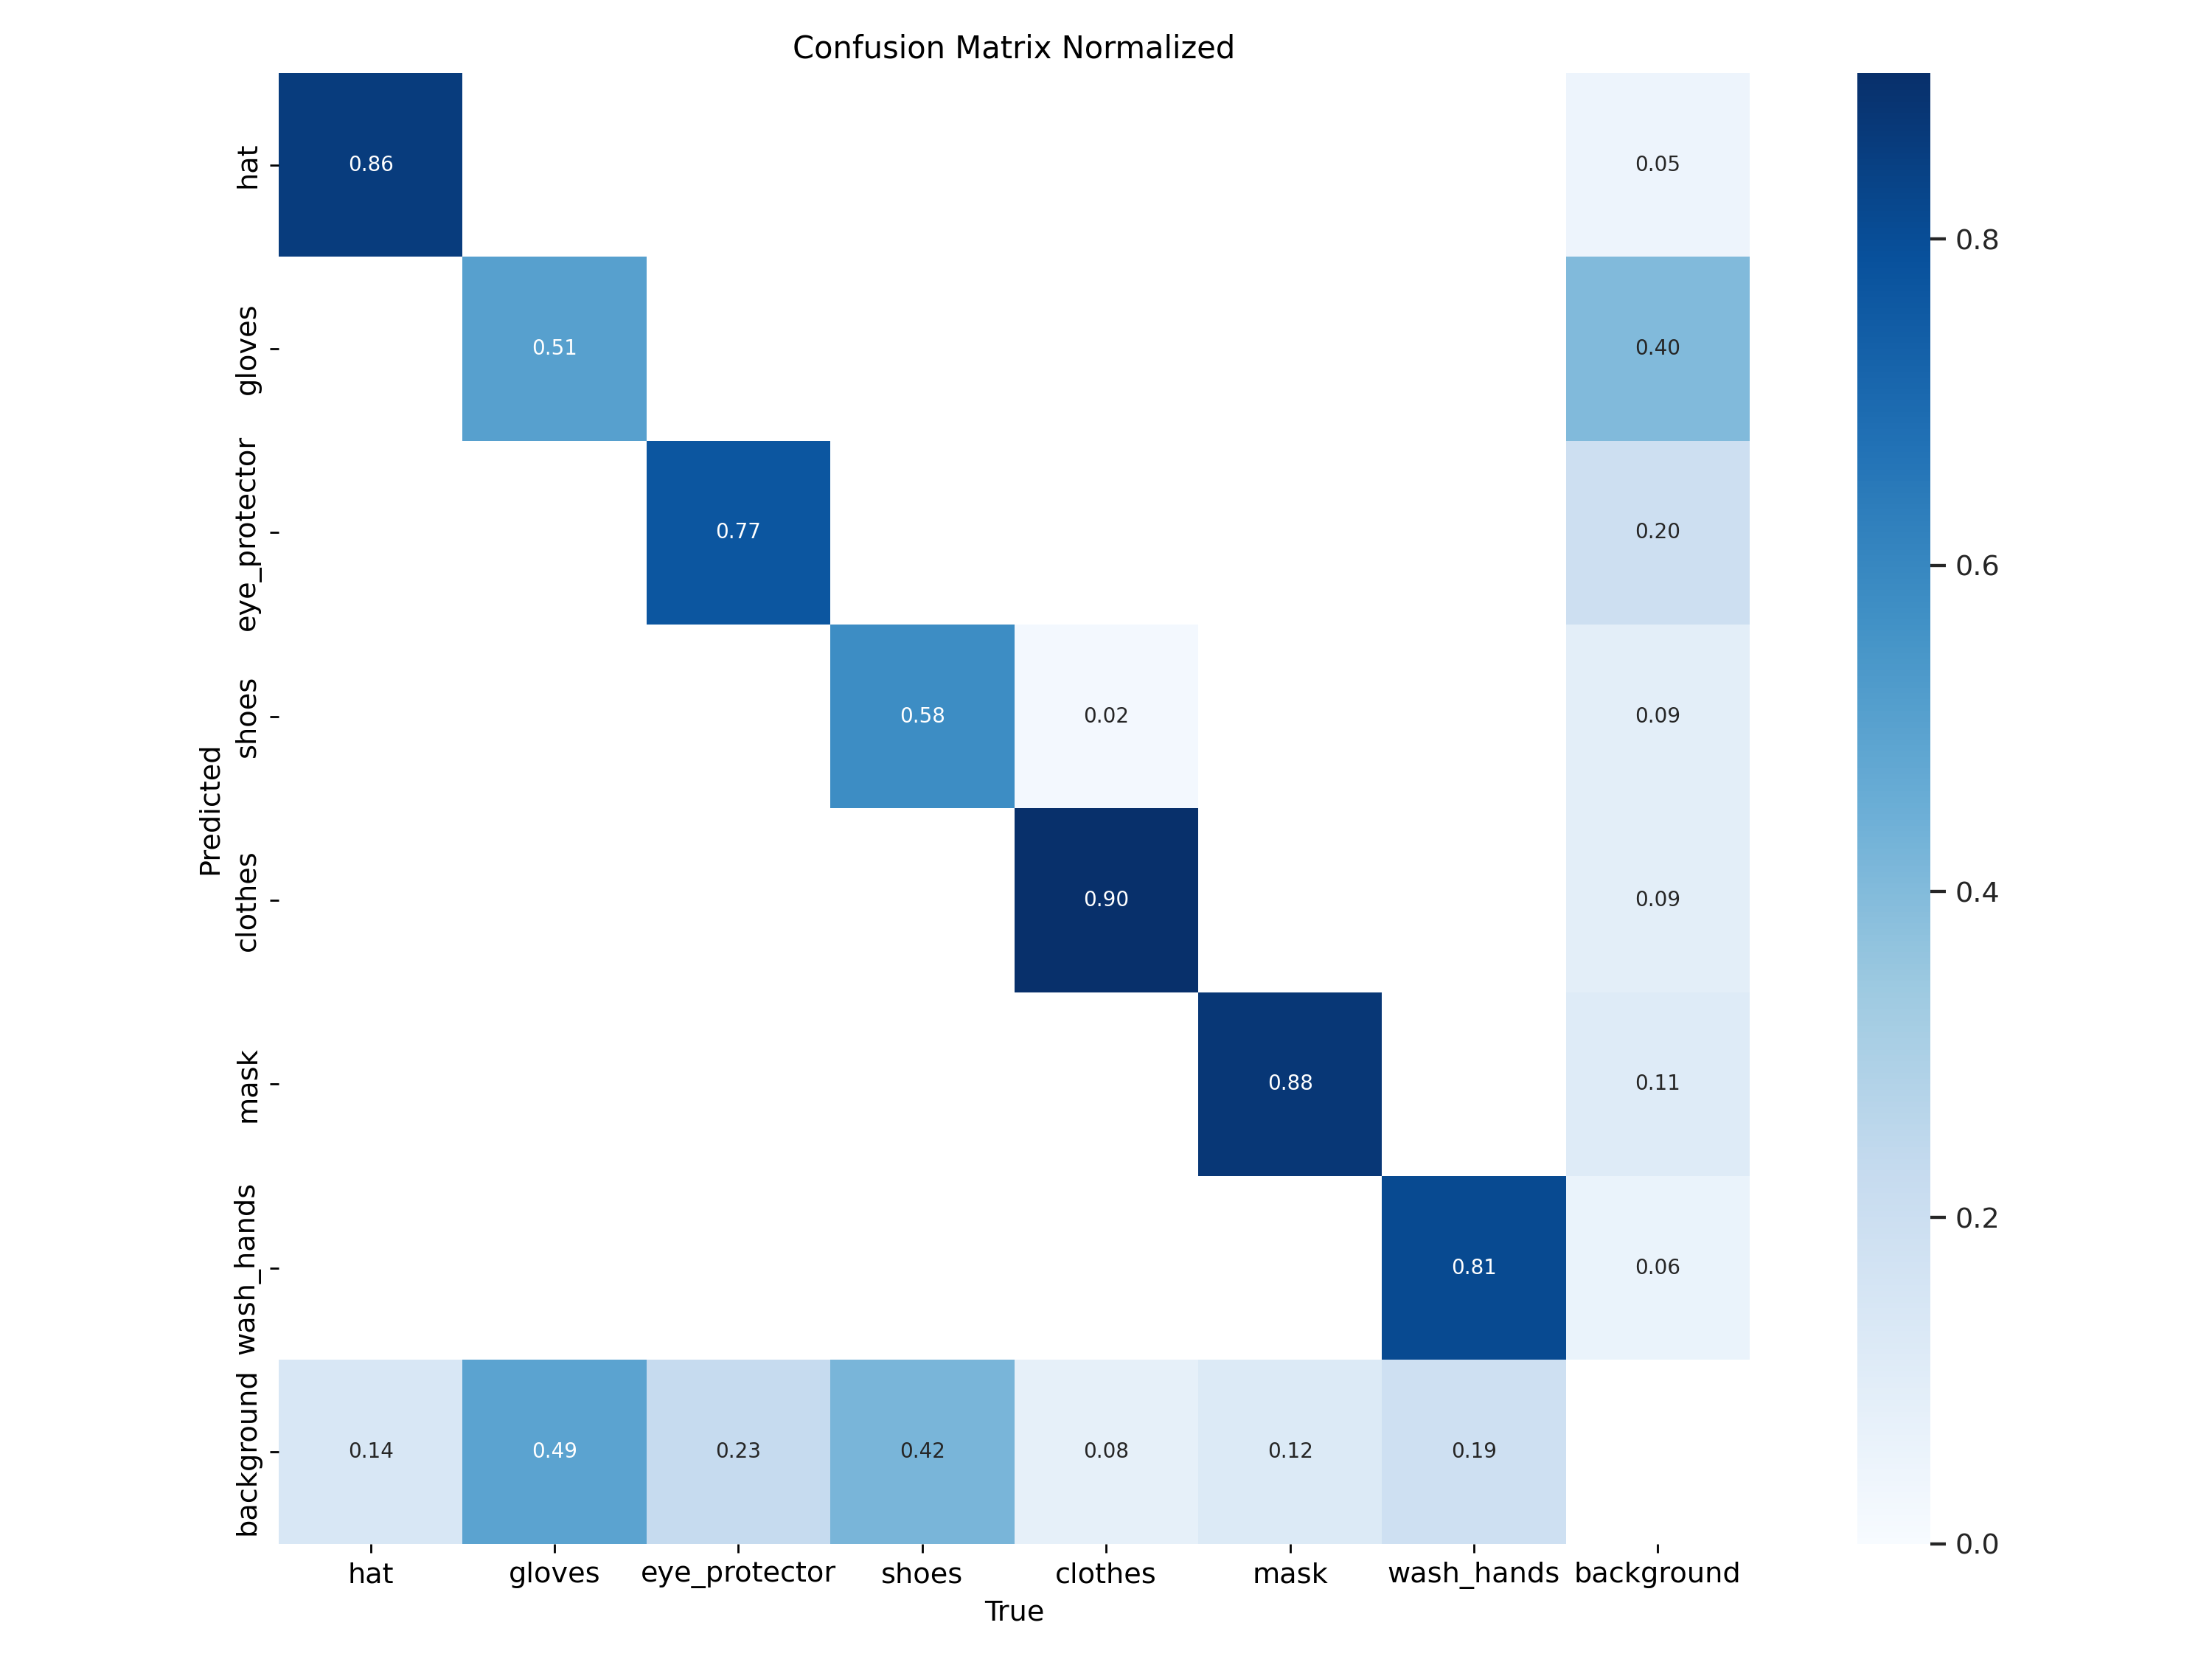 Confusion Matrix Normalized
hat
0.86
0.05
0.8
gloves
0.51
0.40
eye_protector
0.77
0.20
0.6
shoes
0.58
0.02
0.09
Predicted
clothes
0.90
0.09
0.4
mask
0.88
0.11
wash_hands
0.81
0.06
0.2
background
0.14
0.49
0.23
0.42
0.08
0.12
0.19
0.0
hat gloves eye_protector shoes clothes mask wash_hands background
True